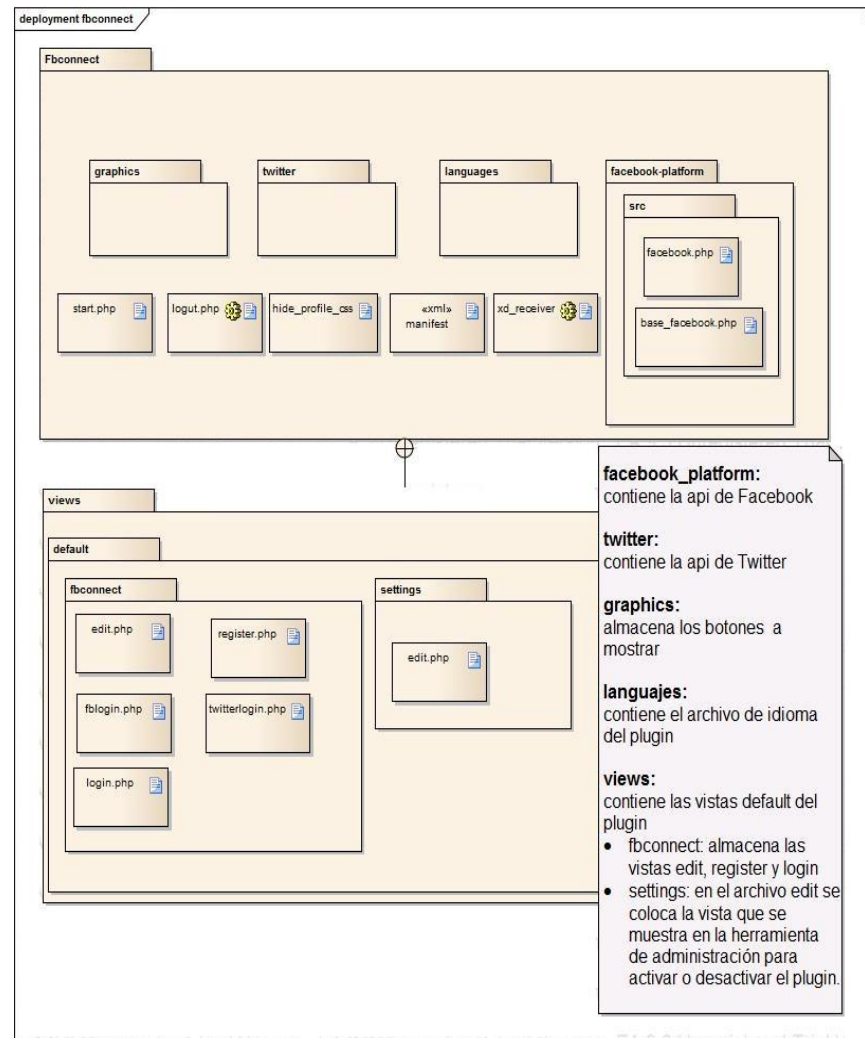 deployment fbconnect
Fbconnect
graphics
twitter
languages
facebook-platform
src
facebook.php
base_facebook.php
start.php
logut.php
hide_profile_css
«xml»
manifest
xd_receiver
views
default
fbconnect
edit.php
register.php
fblogin.php
twitterlogin.php
login.php
settings
edit.php
facebook_platform:
contiene la api de Facebook
twitter:
contiene la api de Twitter
graphics:
almacena los botones a
mostrar
languajes:
contiene el archivo de idioma
del plugin
views:
contiene las vistas default del
plugin
• fbconnect: almacena las
vistas edit, register y login
• settings: en el archivo edit se
coloca la vista que se
muestra en la herramienta
de administración para
activar o desactivar el plugin.